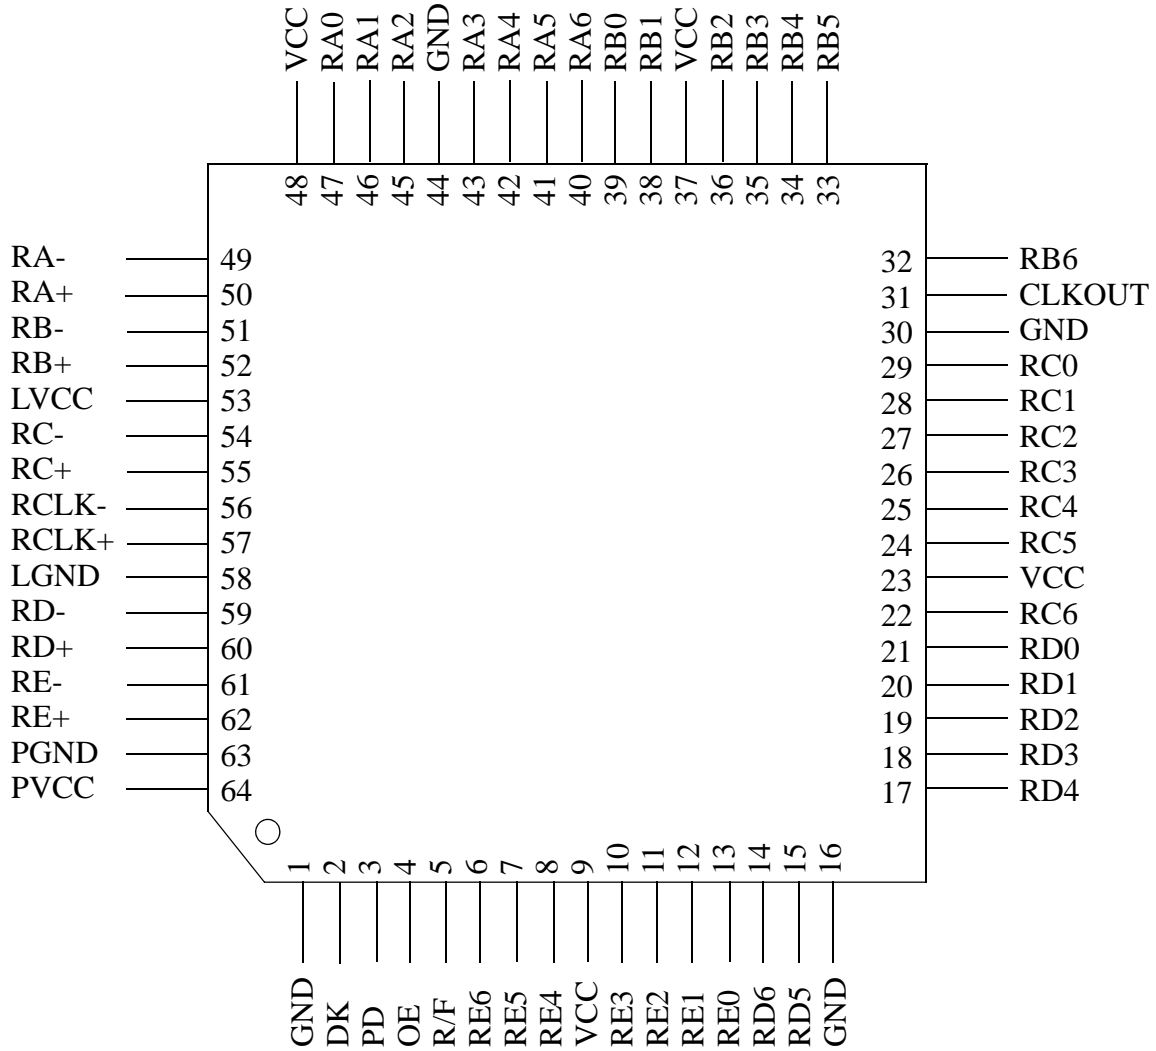 VCC RA0 RA1 RA2 GND RA3 RA4 RA5 RA6 RB0 RB1 VCC RB2 RB3 RB4 RB5
48 47 46 45 44 43 42 41 40 39 38 37 36 35 34 33
RA- 49 32 RB6
RA+ 50 31 CLKOUT
RB- 51 30 GND
RB+ 52 29 RC0
LVCC 53 28 RC1
RC- 54 27 RC2
RC+ 55 26 RC3
RCLK- 56 25 RC4
RCLK+ 57 24 RC5
LGND 58 23 VCC
RD- 59 22 RC6
RD+ 60 21 RD0
RE- 61 20 RD1
RE+ 62 19 RD2
PGND 63 18 RD3
PVCC 64 17 RD4
1 2 3 4 5 6 7 8 9 10 11 12 13 14 15 16
GND DK PD OE R/F RE6 RE5 RE4 VCC RE3 RE2 RE1 RE0 RD6 RD5 GND